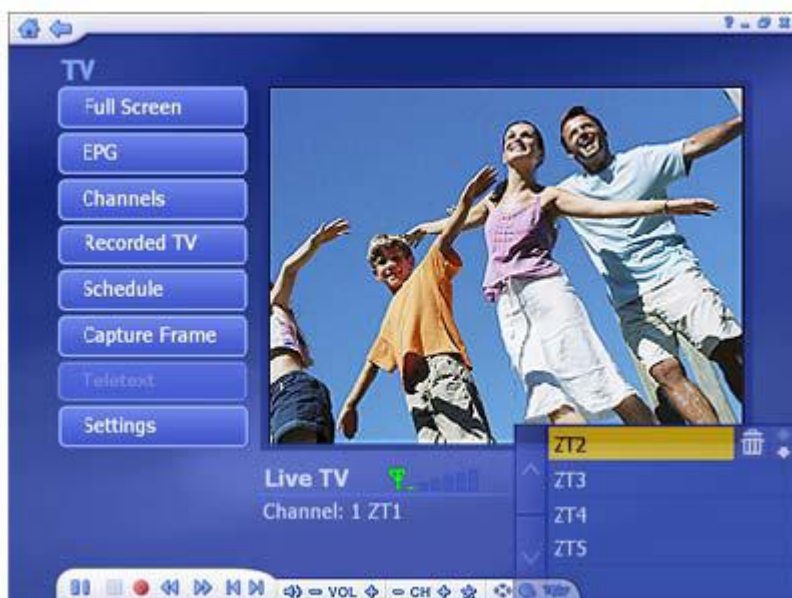 TV
Full Screen
EPG
Channels
Recorded TV
Schedule
Capture Frame
Teletext
Settings
Live TV
Channel: 1 ZT1
ZT2
ZT3
ZT4
ZT5
VOL
CH